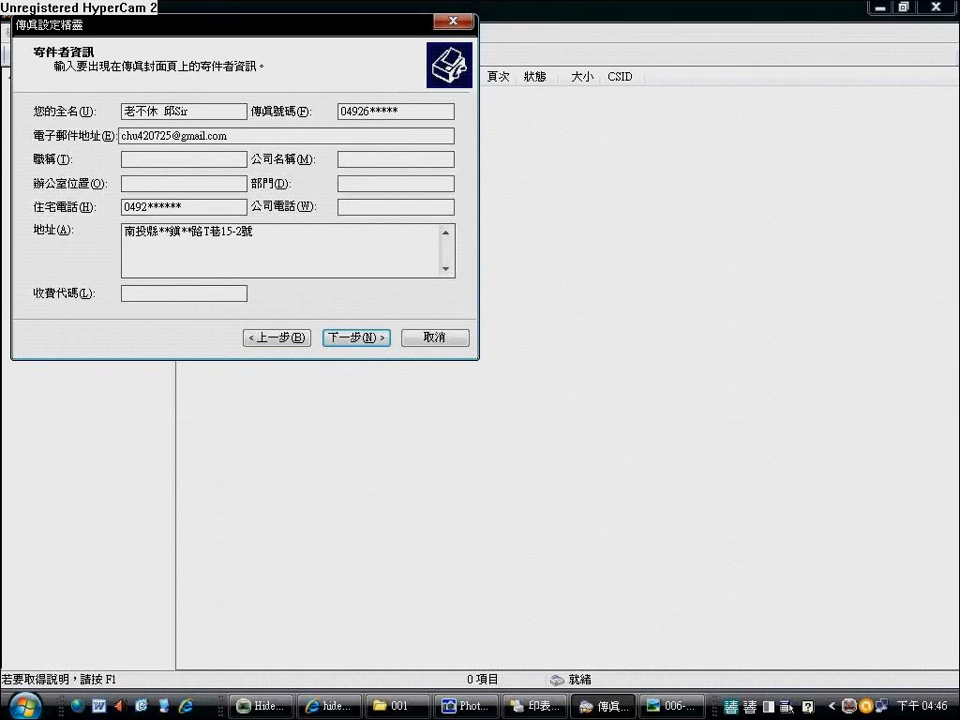 Unregistered HyperCam 2
傳真設定精靈
寄件者資訊
輸入要出現在傳真封面頁上的寄件者資訊。
頁次 狀態 大小 CSID
您的全名(U): 老不休 邱Sir 傳真號碼(F): 04926*****
電子郵件地址(E): chu420725@gmail.com
職稱(T): 公司名稱(M):
辦公室位置(O): 部門(D):
住宅電話(H): 0492****** 公司電話(W):
地址(A): 南投縣**鎮**路T巷15-2號
收費代碼(L):
<上一步(B) 下一步(N)> 取消
若要取得說明，請按 F1 0 項目 就緒
Hide... hide... 001 Phot... 印表... 傳真... 006-... 下午 04:46